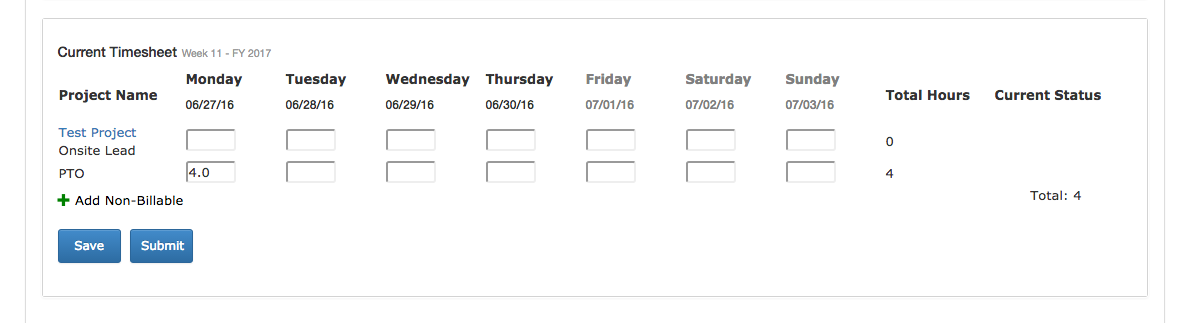 Current Timesheet Week 11 - FY 2017
Project Name Monday Tuesday Wednesday Thursday Friday Saturday Sunday Total Hours Current Status
06/27/16 06/28/16 06/29/16 06/30/16 07/01/16 07/02/16 07/03/16
Test Project
Onsite Lead 0
PTO 4.0 4
Add Non-Billable
Total: 4
Save Submit